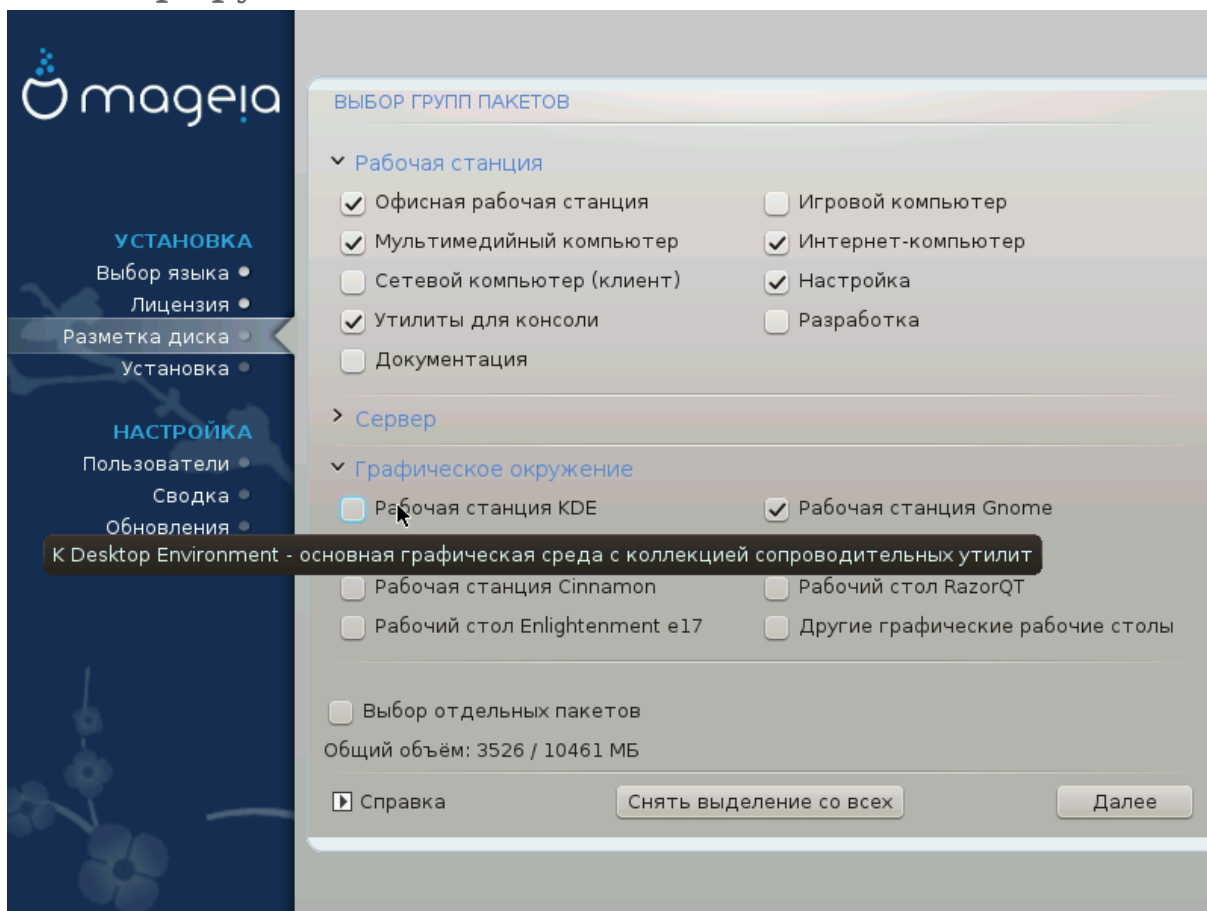 mageia
ВЫБОР ГРУПП ПАКЕТОВ
Рабочая станция
Офисная рабочая станция
Игровой компьютер
Мультимедийный компьютер
Интернет-компьютер
Сетевой компьютер (клиент)
Настройка
Утилиты для консоли
Разработка
Документация
Сервер
Графическое окружение
Рабочая станция KDE
Рабочая станция Gnome
K Desktop Environment - основная графическая среда с коллекцией сопроводительных утилит
Рабочая станция Cinnamon
Рабочий стол RazorQT
Рабочий стол Enlightenment e17
Другие графические рабочие столы
Выбор отдельных пакетов
Общий объём: 3526 / 10461 МБ
Справка
Снять выделение со всех
Далее
УСТАНОВКА
Выбор языка
Лицензия
Разметка диска
Установка
НАСТРОЙКА
Пользователи
Сводка
Обновления